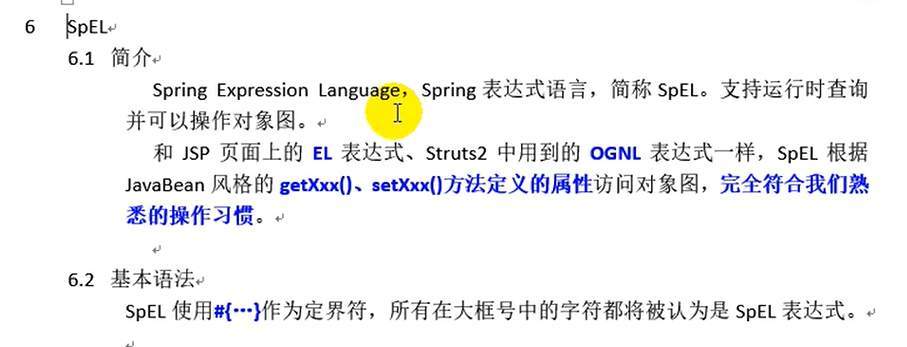 6 SpEL
6.1 简介
Spring Expression Language，Spring 表达式语言，简称 SpEL。支持运行时查询
并可以操作对象图。
和 JSP 页面上的 EL 表达式、Struts2 中用到的 OGNL 表达式一样，SpEL 根据
JavaBean 风格的 getXxx()、setXxx()方法定义的属性访问对象图，完全符合我们熟
悉的操作习惯。
6.2 基本语法
SpEL 使用#{…}作为定界符，所有在大框号中的字符都将被认为是 SpEL 表达式。